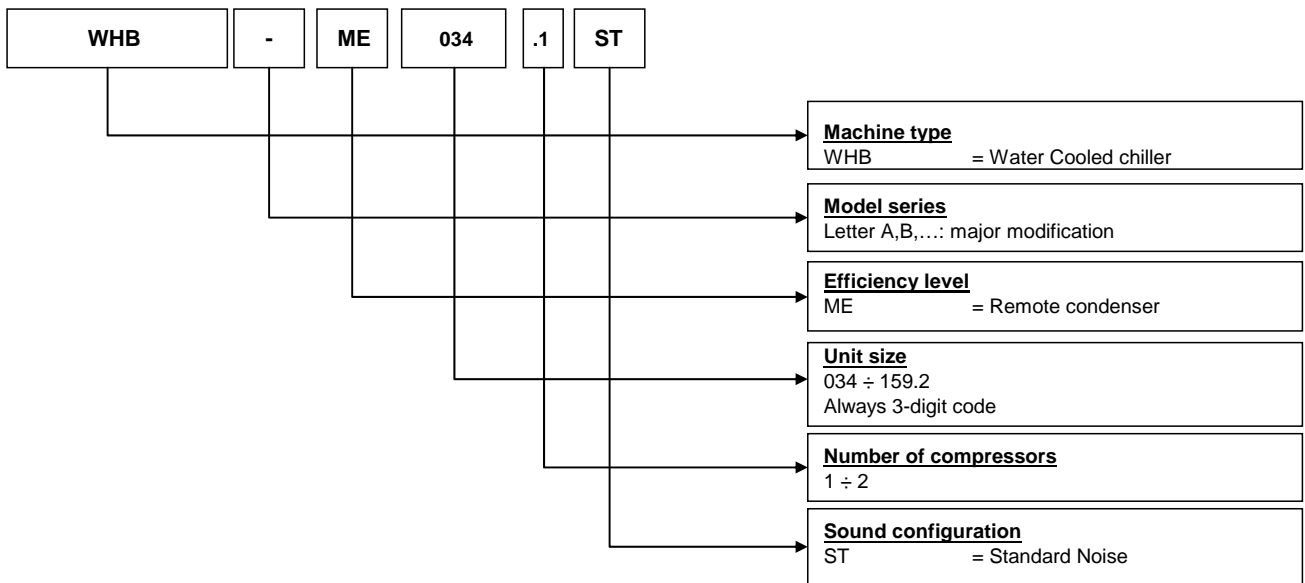 WHB - ME 034 .1 ST
Machine type
WHB = Water Cooled chiller
Model series
Letter A,B,…: major modification
Efficiency level
ME = Remote condenser
Unit size
034 ÷ 159.2
Always 3-digit code
Number of compressors
1 ÷ 2
Sound configuration
ST = Standard Noise